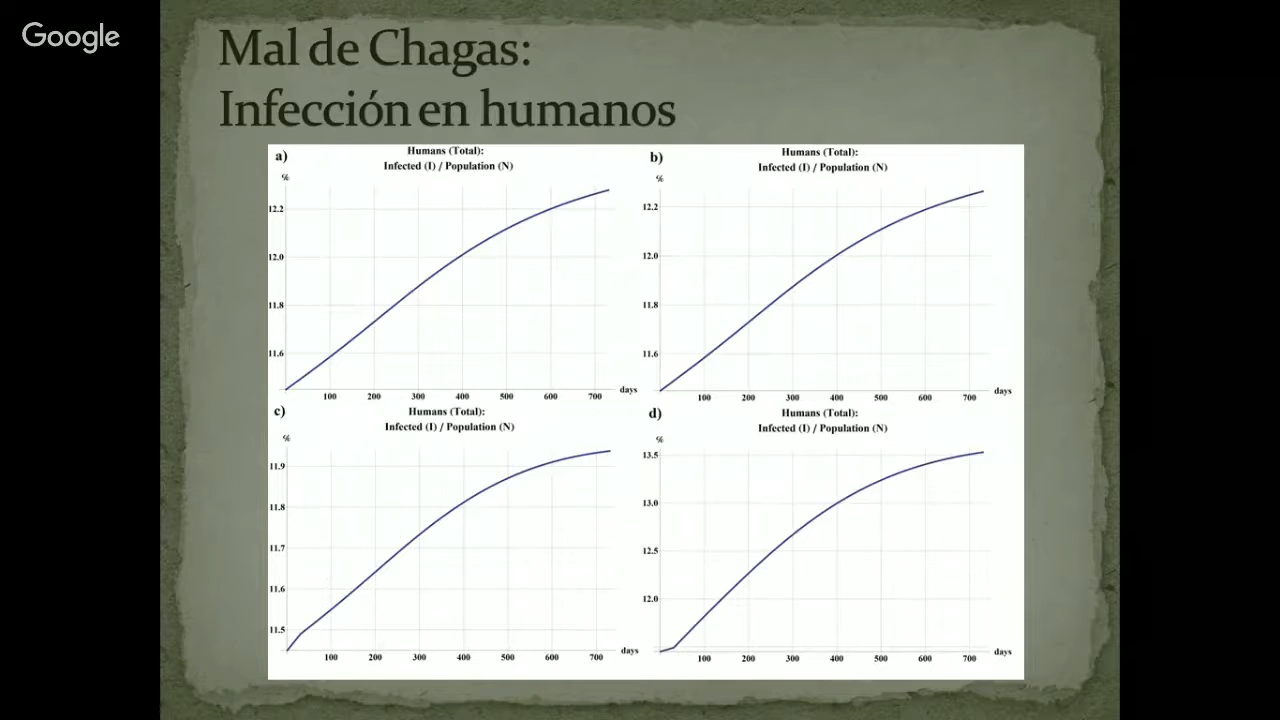 Google
Mal de Chagas:
Infección en humanos
a)
Humans (Total):
Infected (I) / Population (N)
%
12.2
12.0
11.8
11.6
100 200 300 400 500 600 700 days
b)
Humans (Total):
Infected (I) / Population (N)
%
12.2
12.0
11.8
11.6
100 200 300 400 500 600 700 days
c)
Humans (Total):
Infected (I) / Population (N)
%
11.9
11.8
11.7
11.6
11.5
100 200 300 400 500 600 700 days
d)
Humans (Total):
Infected (I) / Population (N)
%
13.5
13.0
12.5
12.0
100 200 300 400 500 600 700 days